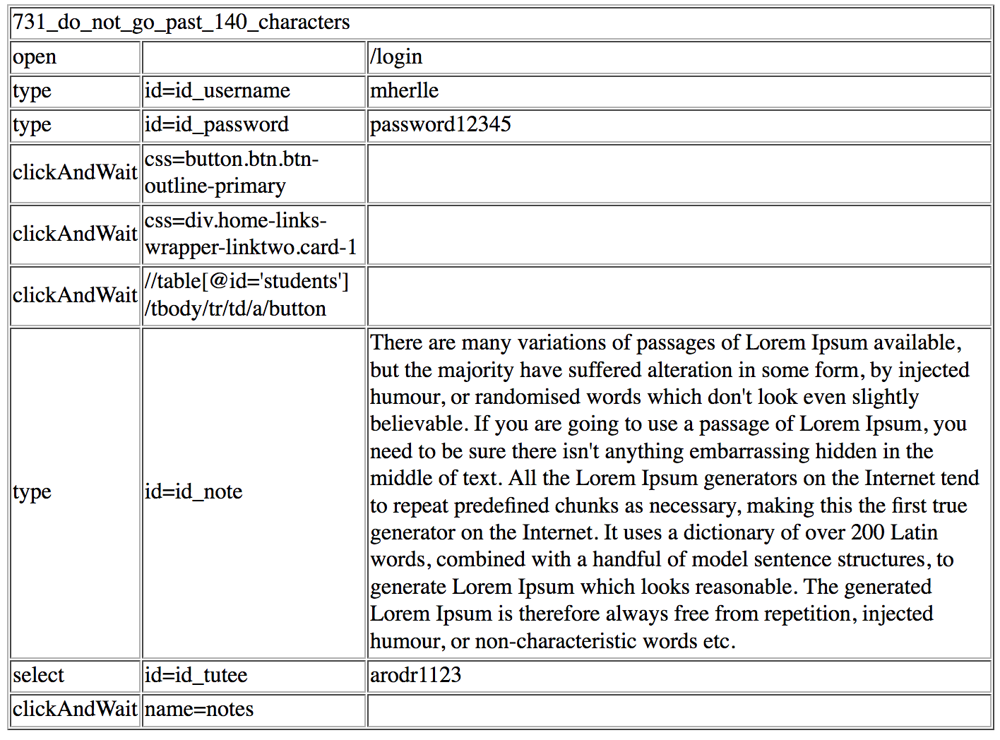 731_do_not_go_past_140_characters
open /login
type id=id_username mherlle
type id=id_password password12345
clickAndWait css=button.btn.btn-
outline-primary
clickAndWait css=div.home-links-
wrapper-linktwo.card-1
clickAndWait //table[@id='students']
/tbody/tr/td/a/button
type id=id_note There are many variations of passages of Lorem Ipsum available,
but the majority have suffered alteration in some form, by injected
humour, or randomised words which don't look even slightly
believable. If you are going to use a passage of Lorem Ipsum, you
need to be sure there isn't anything embarrassing hidden in the
middle of text. All the Lorem Ipsum generators on the Internet tend
to repeat predefined chunks as necessary, making this the first true
generator on the Internet. It uses a dictionary of over 200 Latin
words, combined with a handful of model sentence structures, to
generate Lorem Ipsum which looks reasonable. The generated
Lorem Ipsum is therefore always free from repetition, injected
humour, or non-characteristic words etc.
select id=id_tutee arodr1123
clickAndWait name=notes